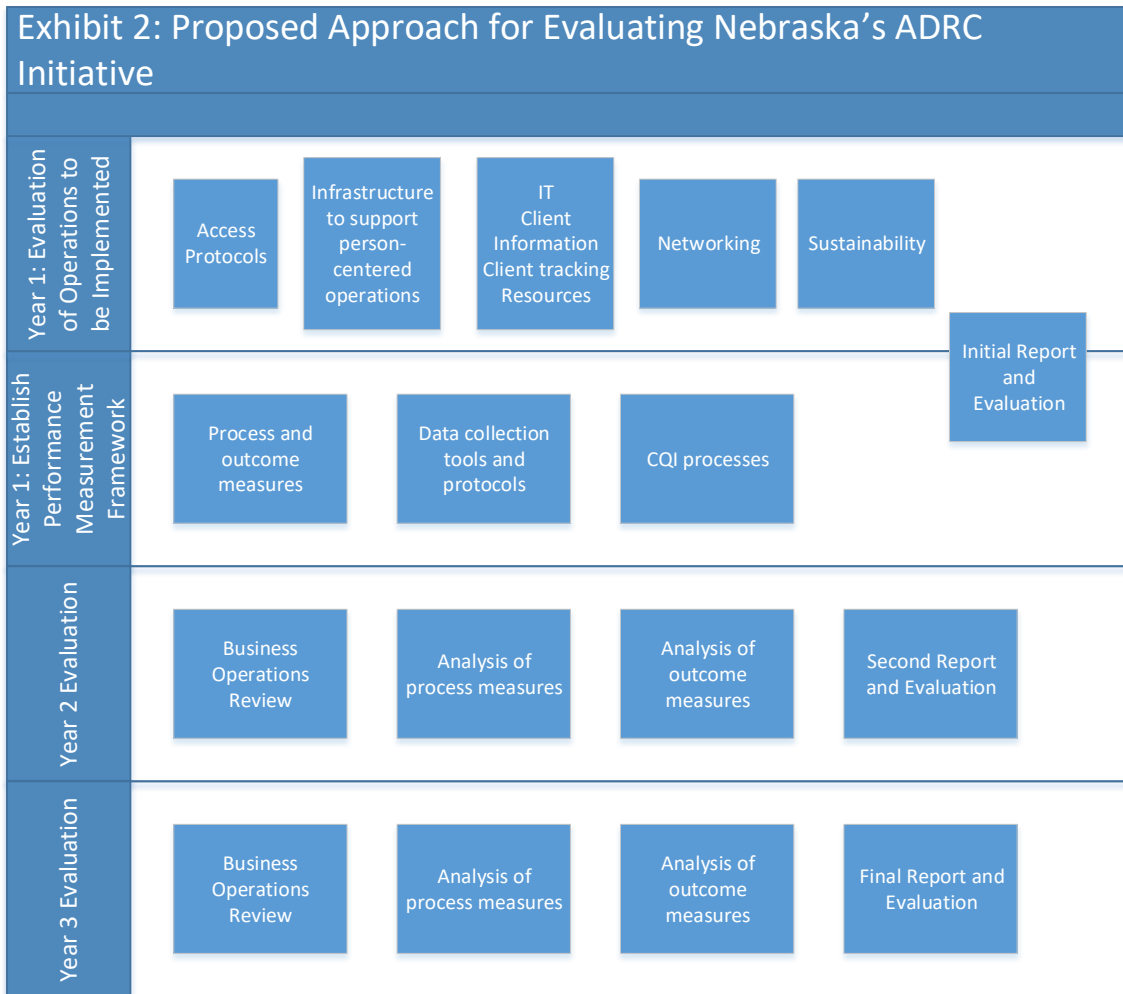 Exhibit 2: Proposed Approach for Evaluating Nebraska's ADRC
Initiative
Year 1: Evaluation
of Operations to
be Implemented
Access
Protocols
Infrastructure
to support
person-
centered
operations
IT
Client
Information
Client tracking
Resources
Networking
Sustainability
Initial Report
and
Evaluation
Year 1: Establish
Performance
Measurement
Framework
Process and
outcome
measures
Data collection
tools and
protocols
CQI processes
Year 2 Evaluation
Business
Operations
Review
Analysis of
process measures
Analysis of
outcome
measures
Second Report
and Evaluation
Year 3 Evaluation
Business
Operations
Review
Analysis of
process measures
Analysis of
outcome
measures
Final Report and
Evaluation